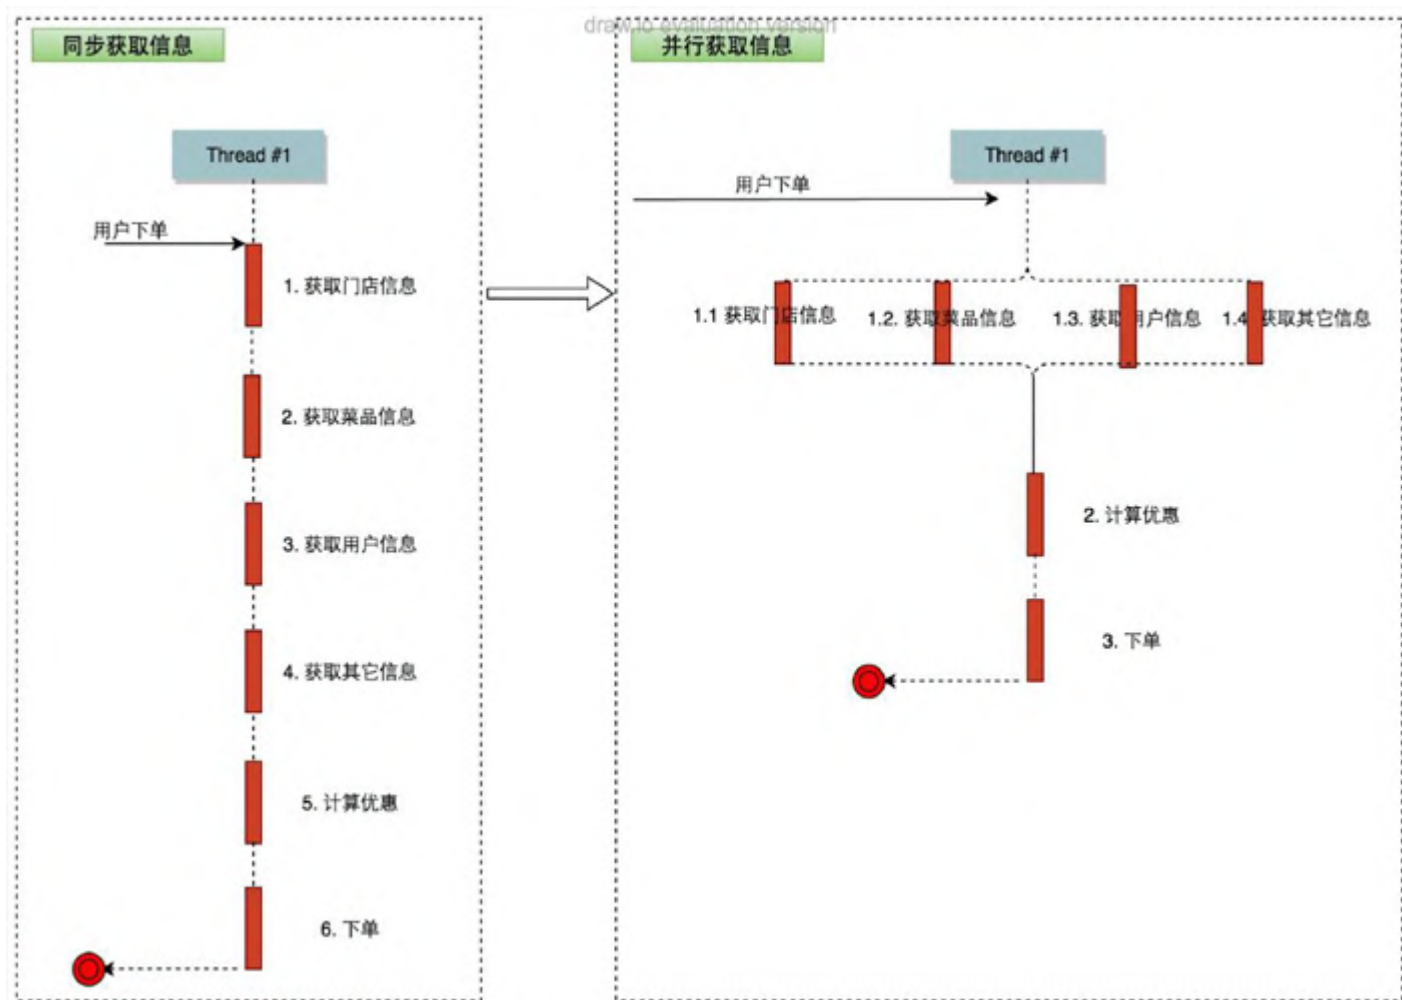 draw.io evaluation version
同步获取信息
Thread #1
用户下单
1. 获取门店信息
2. 获取菜品信息
3. 获取用户信息
4. 获取其它信息
5. 计算优惠
6. 下单
并行获取信息
Thread #1
用户下单
1.1 获取门店信息
1.2. 获取菜品信息
1.3. 获取用户信息
1.4 获取其它信息
2. 计算优惠
3. 下单